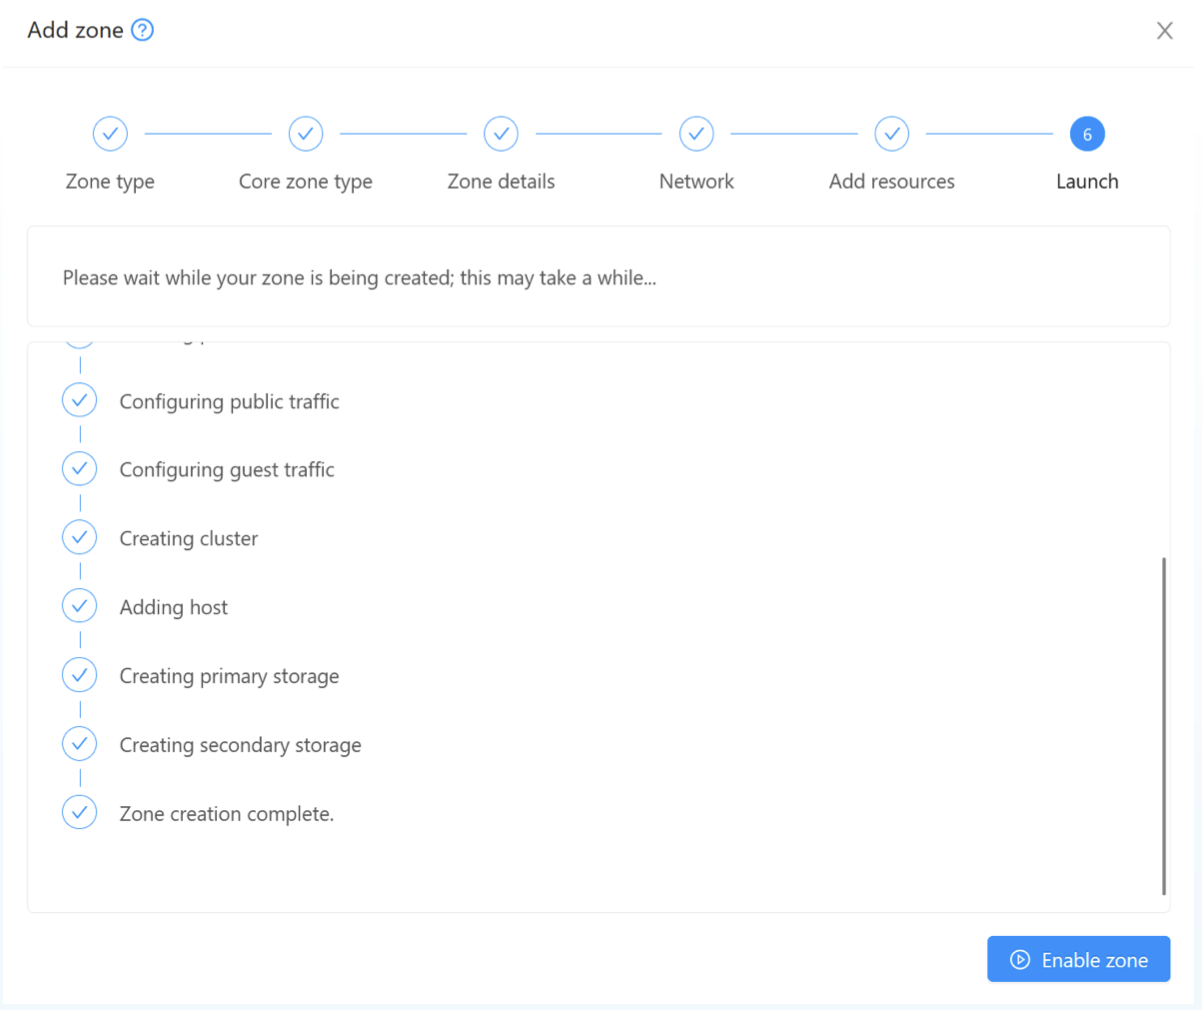 Add zone ?
6
Zone type
Core zone type
Zone details
Network
Add resources
Launch
Please wait while your zone is being created; this may take a while...
Configuring public traffic
Configuring guest traffic
Creating cluster
Adding host
Creating primary storage
Creating secondary storage
Zone creation complete.
Enable zone